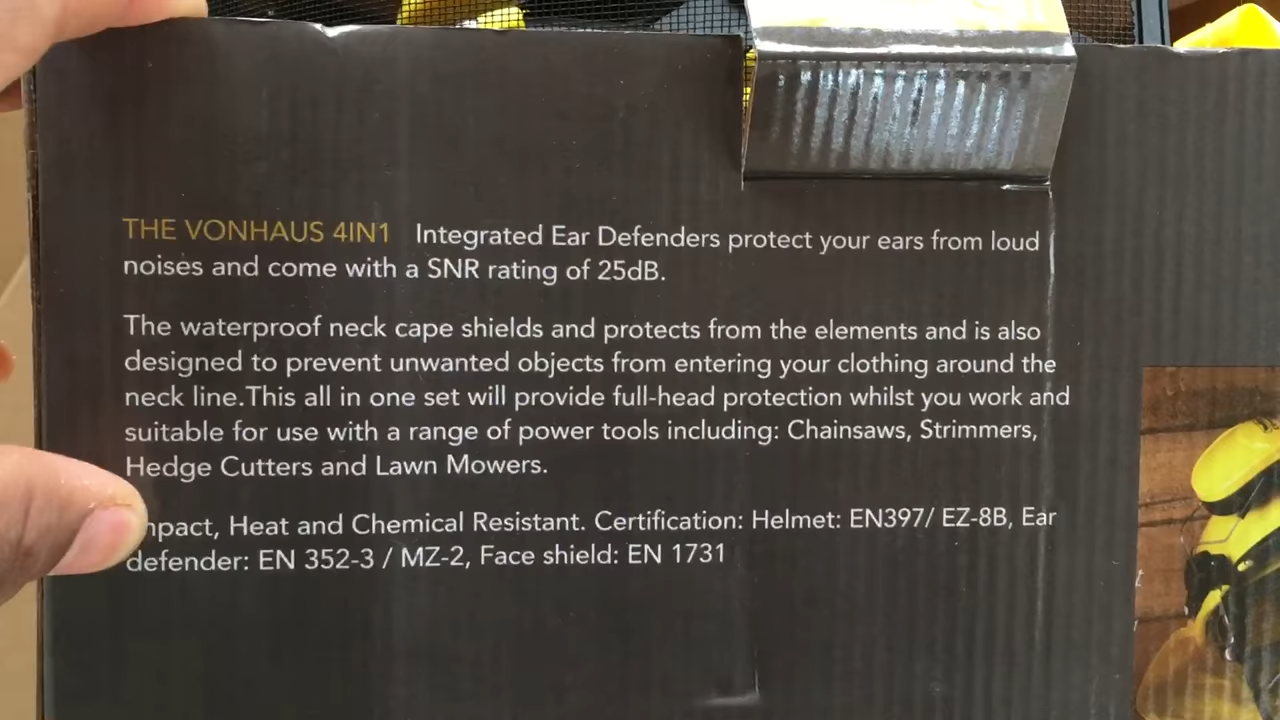 THE VONHAUS 4IN1 Integrated Ear Defenders protect your ears from loud
noises and come with a SNR rating of 25dB.
The waterproof neck cape shields and protects from the elements and is also
designed to prevent unwanted objects from entering your clothing around the
neck line.This all in one set will provide full-head protection whilst you work and
suitable for use with a range of power tools including: Chainsaws, Strimmers,
Hedge Cutters and Lawn Mowers.
mpact, Heat and Chemical Resistant. Certification: Helmet: EN397/ EZ-8B, Ear
defender: EN 352-3 / MZ-2, Face shield: EN 1731